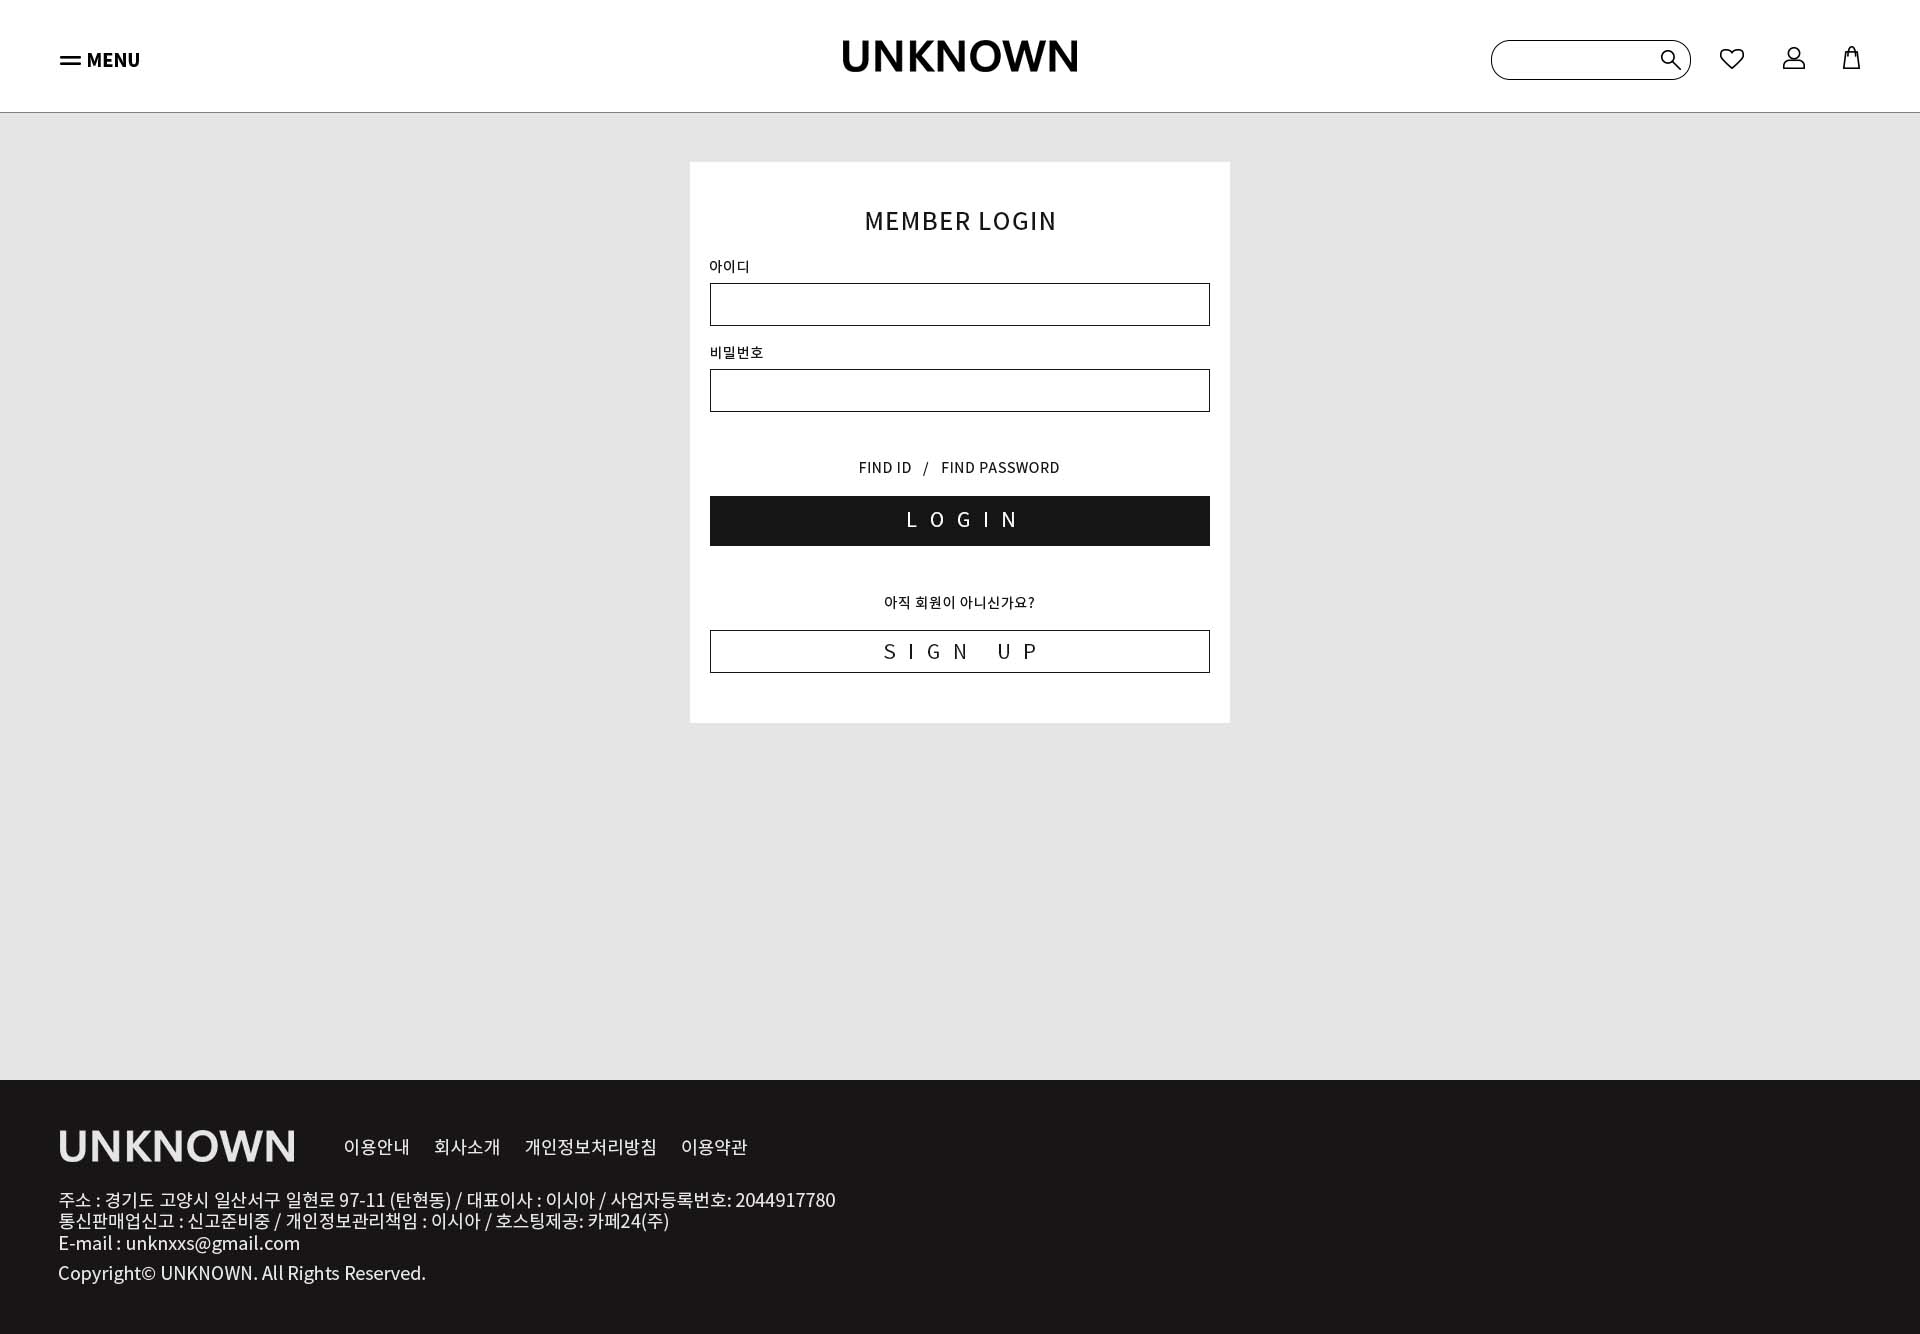 MENU
UNKNOWN
MEMBER LOGIN
아이디
비밀번호
FIND ID / FIND PASSWORD
LOGIN
아직 회원이 아니신가요?
SIGN UP
UNKNOWN
이용안내 회사소개 개인정보처리방침 이용약관
주소 : 경기도 고양시 일산서구 일현로 97-11 (탄현동) / 대표이사 : 이시아 / 사업자등록번호: 2044917780
통신판매업신고 : 신고준비중 / 개인정보관리책임 : 이시아 / 호스팅제공: 카페24(주)
E-mail : unknxxs@gmail.com
Copyright© UNKNOWN. All Rights Reserved.